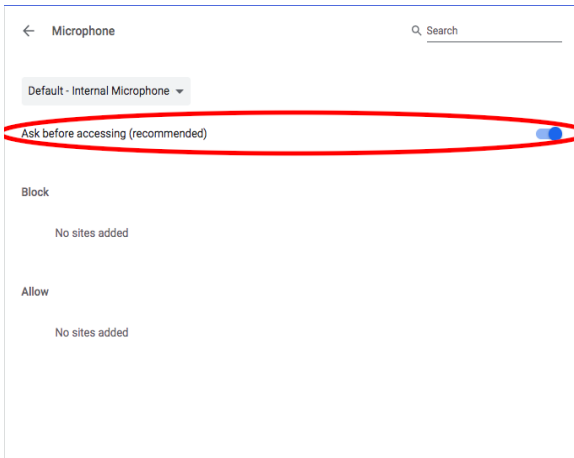 Microphone
Search
Default - Internal Microphone
Ask before accessing (recommended)
Block
No sites added
Allow
No sites added